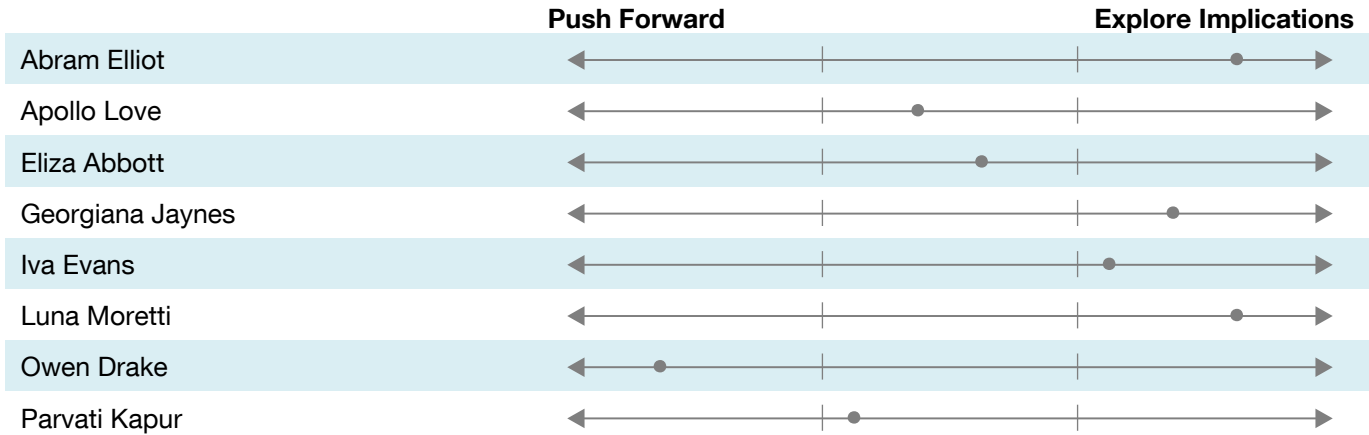 Push Forward Explore Implications
Abram Elliot
Apollo Love
Eliza Abbott
Georgiana Jaynes
Iva Evans
Luna Moretti
Owen Drake
Parvati Kapur